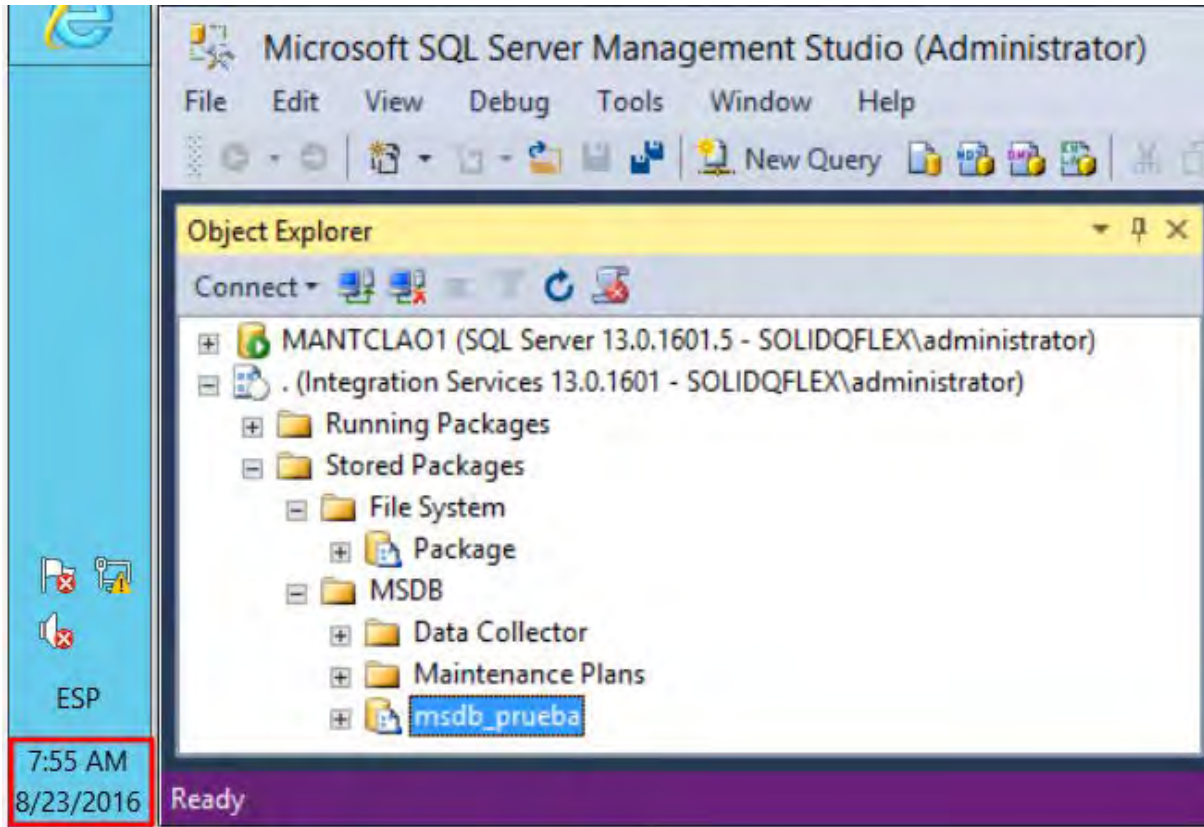 Microsoft SQL Server Management Studio (Administrator)
File Edit View Debug Tools Window Help
New Query
Object Explorer
Connect
MANTCLAO1 (SQL Server 13.0.1601.5 - SOLIDQFLEX\administrator)
. (Integration Services 13.0.1601 - SOLIDQFLEX\administrator)
Running Packages
Stored Packages
File System
Package
MSDB
Data Collector
Maintenance Plans
msdb_prueba
ESP
7:55 AM
8/23/2016
Ready